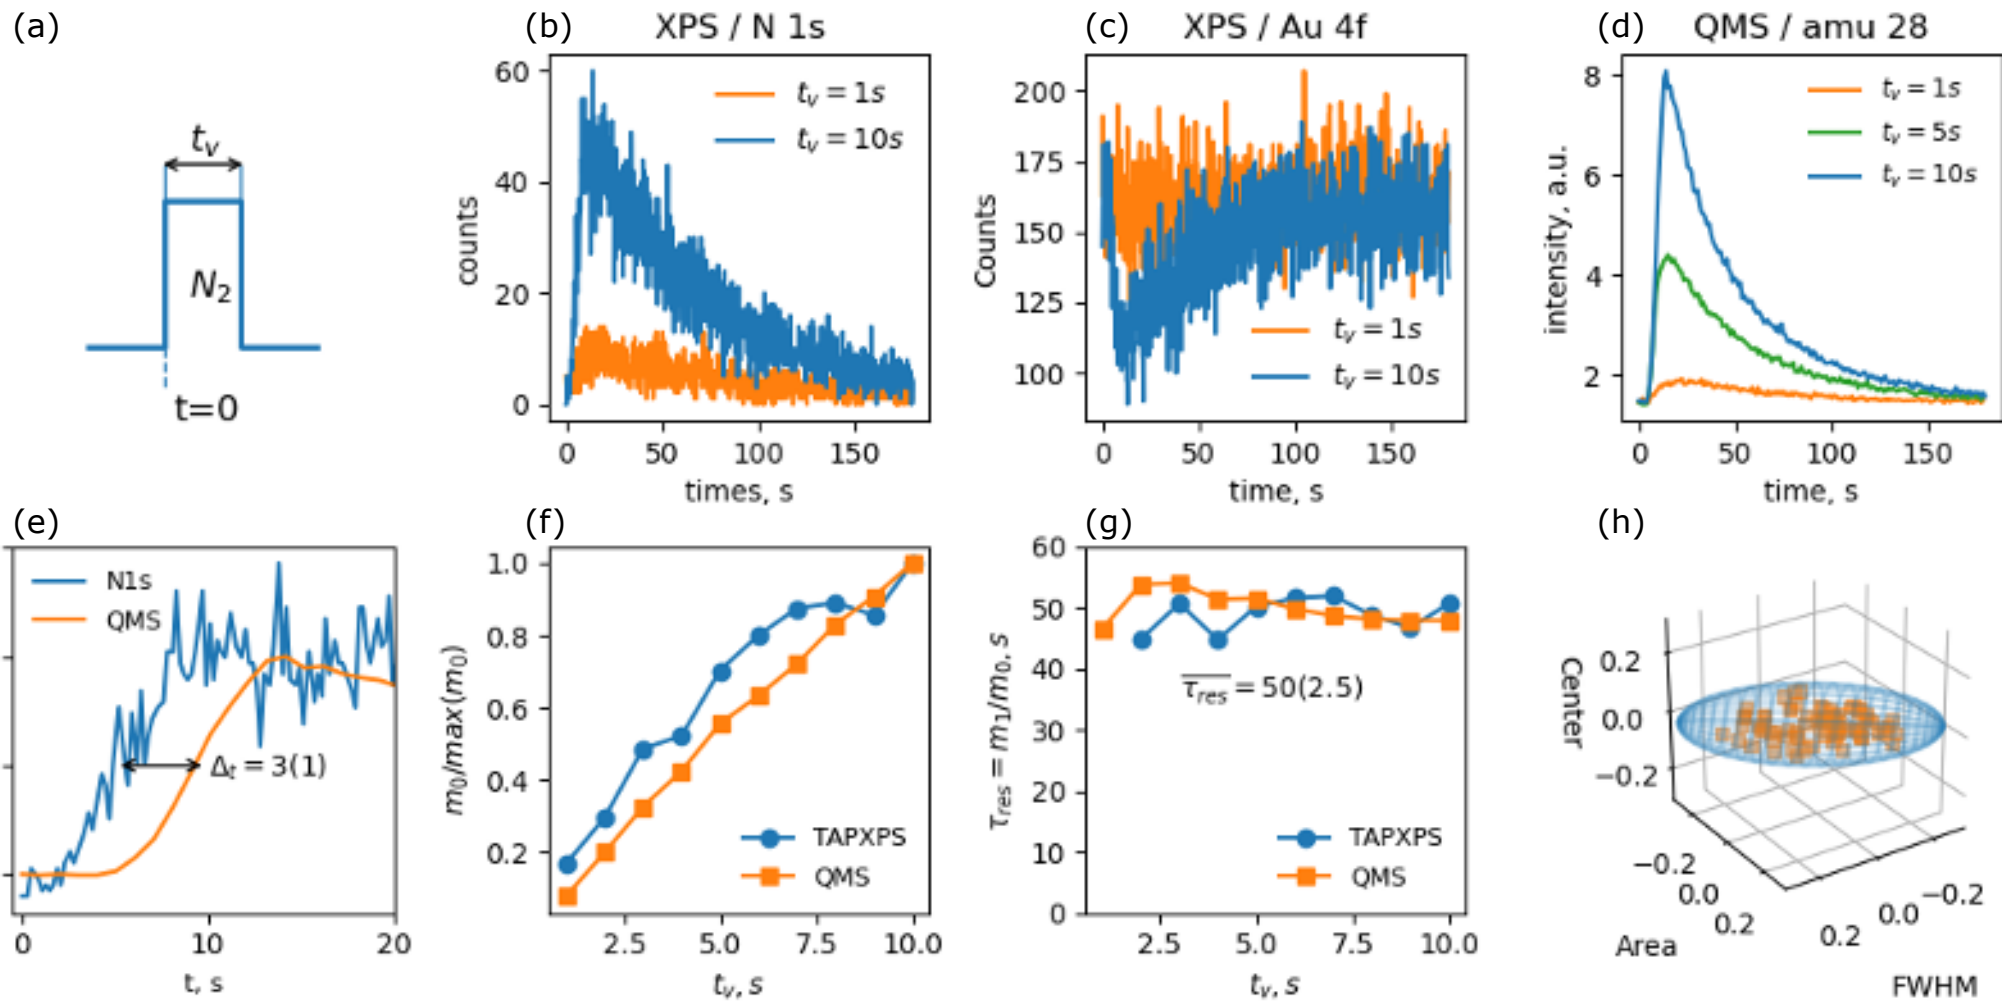 (a)
t_v
N_2
t=0
(b)
XPS / N 1s
t_v = 1s
t_v = 10s
counts
60
40
20
0
0 50 100 150
times, s
(c)
XPS / Au 4f
Counts
200
175
150
125
100
t_v = 1s
t_v = 10s
0 50 100 150
time, s
(d)
QMS / amu 28
t_v = 1s
t_v = 5s
t_v = 10s
intensity, a.u.
8
6
4
2
0 50 100 150
time, s
(e)
N1s
QMS
Δ_t = 3(1)
0 10 20
t, s
(f)
m_0/max(m_0)
1.0
0.8
0.6
0.4
0.2
TAPXPS
QMS
2.5 5.0 7.5 10.0
t_v, s
(g)
τ_res = m_1/m_0, s
60
50
40
30
20
10
0
τ_res = 50(2.5)
TAPXPS
QMS
2.5 5.0 7.5 10.0
t_v, s
(h)
Center
0.2
0.0
−0.2
−0.2
0.0
0.2
Area
−0.2
0.0
0.2
FWHM